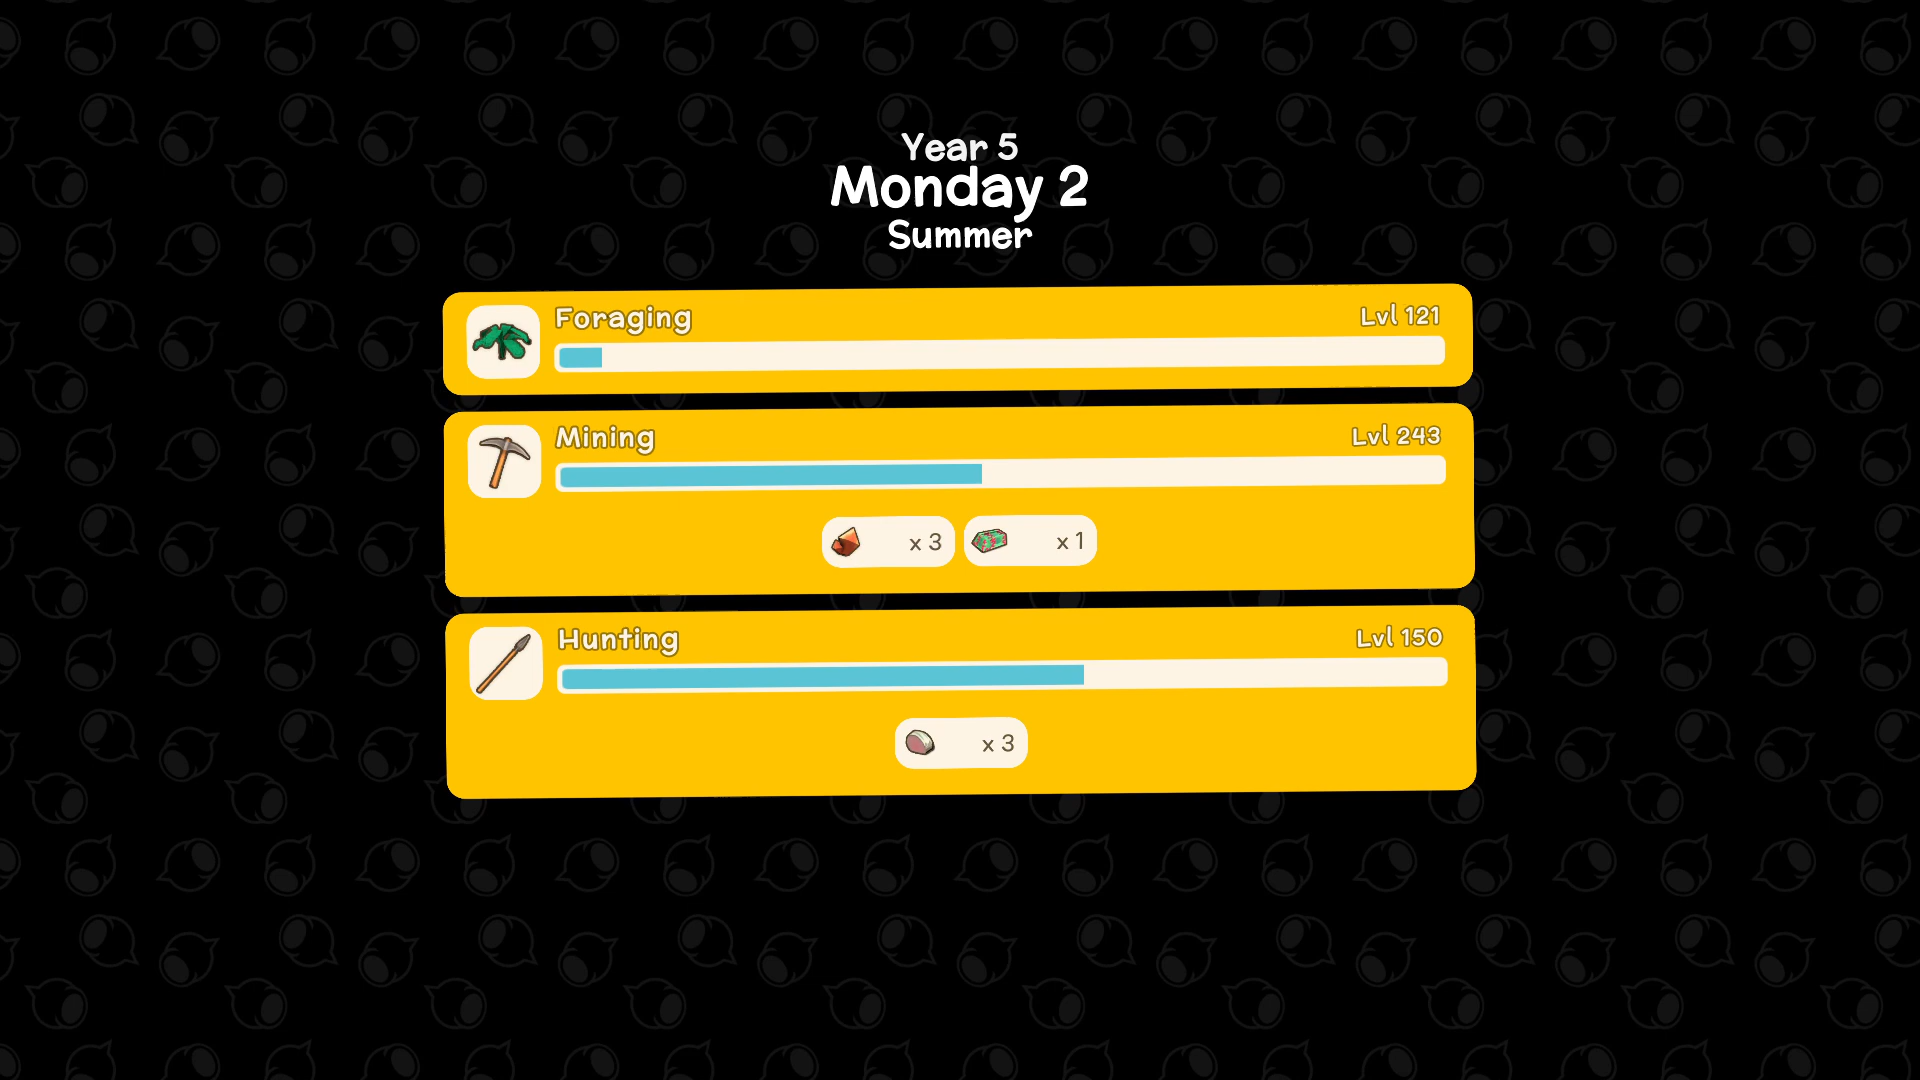 Year 5
Monday 2
Summer
Foraging
Lvl 121
Mining
Lvl 243
x 3
x 1
Hunting
Lvl 150
x 3